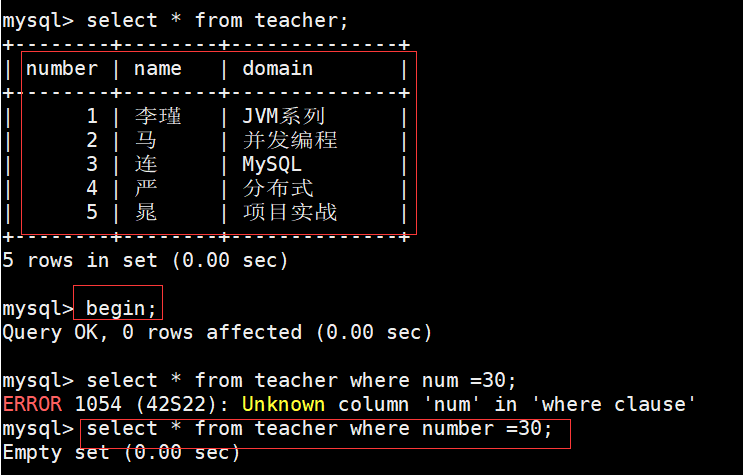 mysql> select * from teacher;
+--------+--------+--------------+
| number | name   | domain       |
+--------+--------+--------------+
|      1 | 李瑾   | JVM系列      |
|      2 | 马     | 并发编程     |
|      3 | 连     | MySQL        |
|      4 | 严     | 分布式       |
|      5 | 晁     | 项目实战     |
+--------+--------+--------------+
5 rows in set (0.00 sec)
mysql> begin;
Query OK, 0 rows affected (0.00 sec)
mysql> select * from teacher where num =30;
ERROR 1054 (42S22): Unknown column 'num' in 'where clause'
mysql> select * from teacher where number =30;
Empty set (0.00 sec)